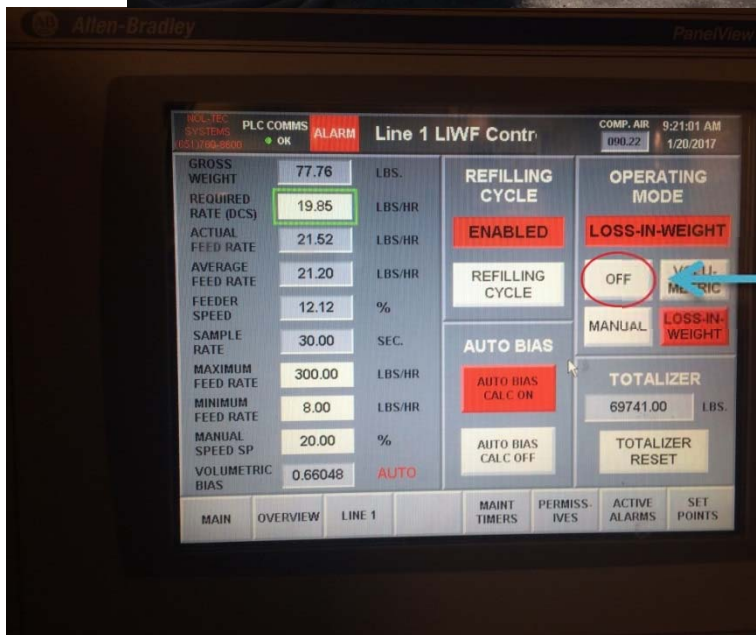 Allen-Bradley
PanelView
NOL-TEC
SYSTEMS
(651)780-8600
PLC COMMS
OK
ALARM
Line 1 LIWF Contr
COMP. AIR
090.22
9:21:01 AM
1/20/2017
GROSS WEIGHT 77.76 LBS.
REQUIRED RATE (DCS) 19.85 LBS/HR
ACTUAL FEED RATE 21.52 LBS/HR
AVERAGE FEED RATE 21.20 LBS/HR
FEEDER SPEED 12.12 %
SAMPLE RATE 30.00 SEC.
MAXIMUM FEED RATE 300.00 LBS/HR
MINIMUM FEED RATE 8.00 LBS/HR
MANUAL SPEED SP 20.00 %
VOLUMETRIC BIAS 0.66048 AUTO
REFILLING
CYCLE
ENABLED
REFILLING
CYCLE
AUTO BIAS
AUTO BIAS
CALC ON
AUTO BIAS
CALC OFF
OPERATING
MODE
LOSS-IN-WEIGHT
OFF
VOLU-
METRIC
MANUAL
LOSS-IN-
WEIGHT
TOTALIZER
69741.00 LBS.
TOTALIZER
RESET
MAIN
OVERVIEW
LINE 1
MAINT
TIMERS
PERMISS-
IVES
ACTIVE
ALARMS
SET
POINTS